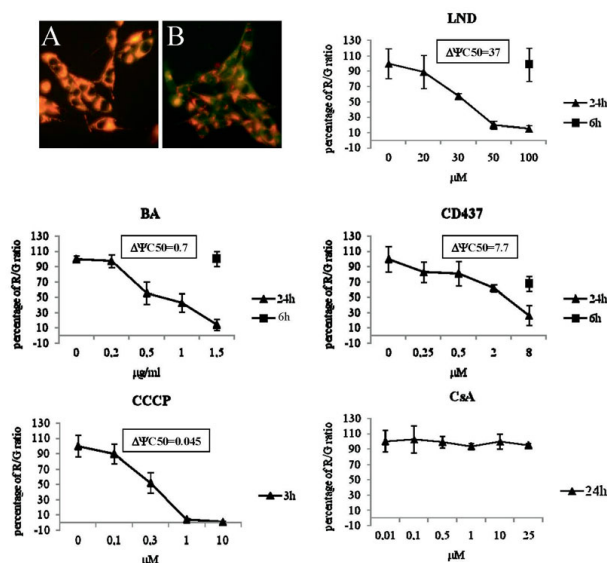 A B
LND
percentage of R/G ratio
130
110
90
70
50
30
10
-10
ΔΨC50=37
24h
6h
0 20 30 50 100
μM
BA
percentage of R/G ratio
130
110
90
70
50
30
10
-10
ΔΨC50=0.7
24h
6h
0 0,2 0,5 1 1,5
μg/ml
CD437
percentage of R/G ratio
130
110
90
70
50
30
10
-10
ΔΨC50=7.7
24h
6h
0 0,25 0,5 2 8
μM
CCCP
percentage of R/G ratio
130
110
90
70
50
30
10
-10
ΔΨC50=0.045
3h
0 0,1 0,3 1 10
μM
CsA
percentage of R/G ratio
130
110
90
70
50
30
10
-10
24h
0.01 0,1 0,5 1 10 25
μM